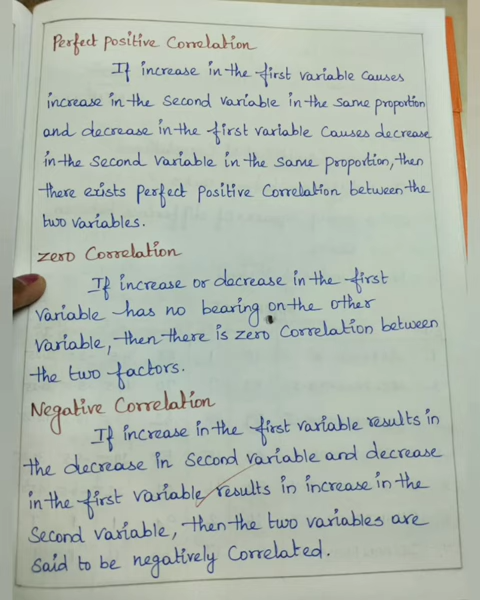 Perfect Positive Correlation
If increase in the first variable causes
increase in the second variable in the same proportion
and decrease in the first variable causes decrease
in the second variable in the same proportion, then
there exists perfect positive correlation between the
two variables.
zero Correlation
If increase or decrease in the first
variable has no bearing on the other
variable, then there is zero correlation between
the two factors.
Negative Correlation
If increase in the first variable results in
the decrease in second variable and decrease
in the first variable results in increase in the
second variable, then the two variables are
said to be negatively correlated.